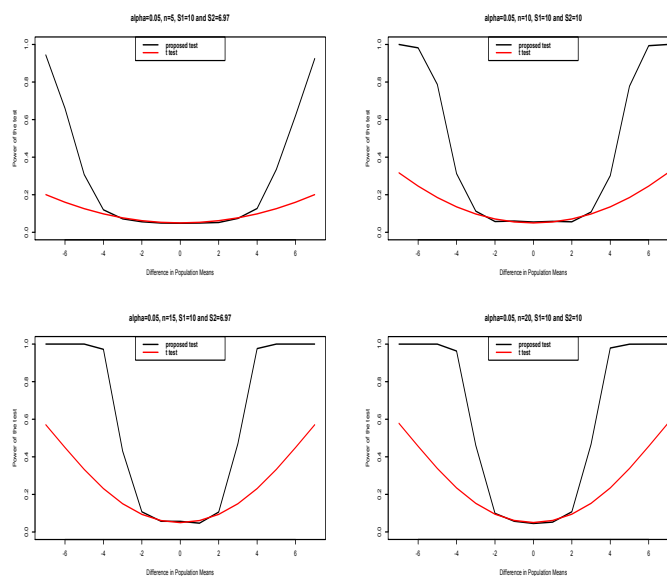 alpha=0.05, n=5, S1=10 and S2=6.97
proposed test
t test
Power of the test
0.0 0.2 0.4 0.6 0.8 1.0
-6 -4 -2 0 2 4 6
Difference in Population Means
alpha=0.05, n=10, S1=10 and S2=10
proposed test
t test
Power of the test
0.0 0.2 0.4 0.6 0.8 1.0
-6 -4 -2 0 2 4 6
Difference in Population Means
alpha=0.05, n=15, S1=10 and S2=6.97
proposed test
t test
Power of the test
0.0 0.2 0.4 0.6 0.8 1.0
-6 -4 -2 0 2 4 6
Difference in Population Means
alpha=0.05, n=20, S1=10 and S2=10
proposed test
t test
Power of the test
0.0 0.2 0.4 0.6 0.8 1.0
-6 -4 -2 0 2 4 6
Difference in Population Means